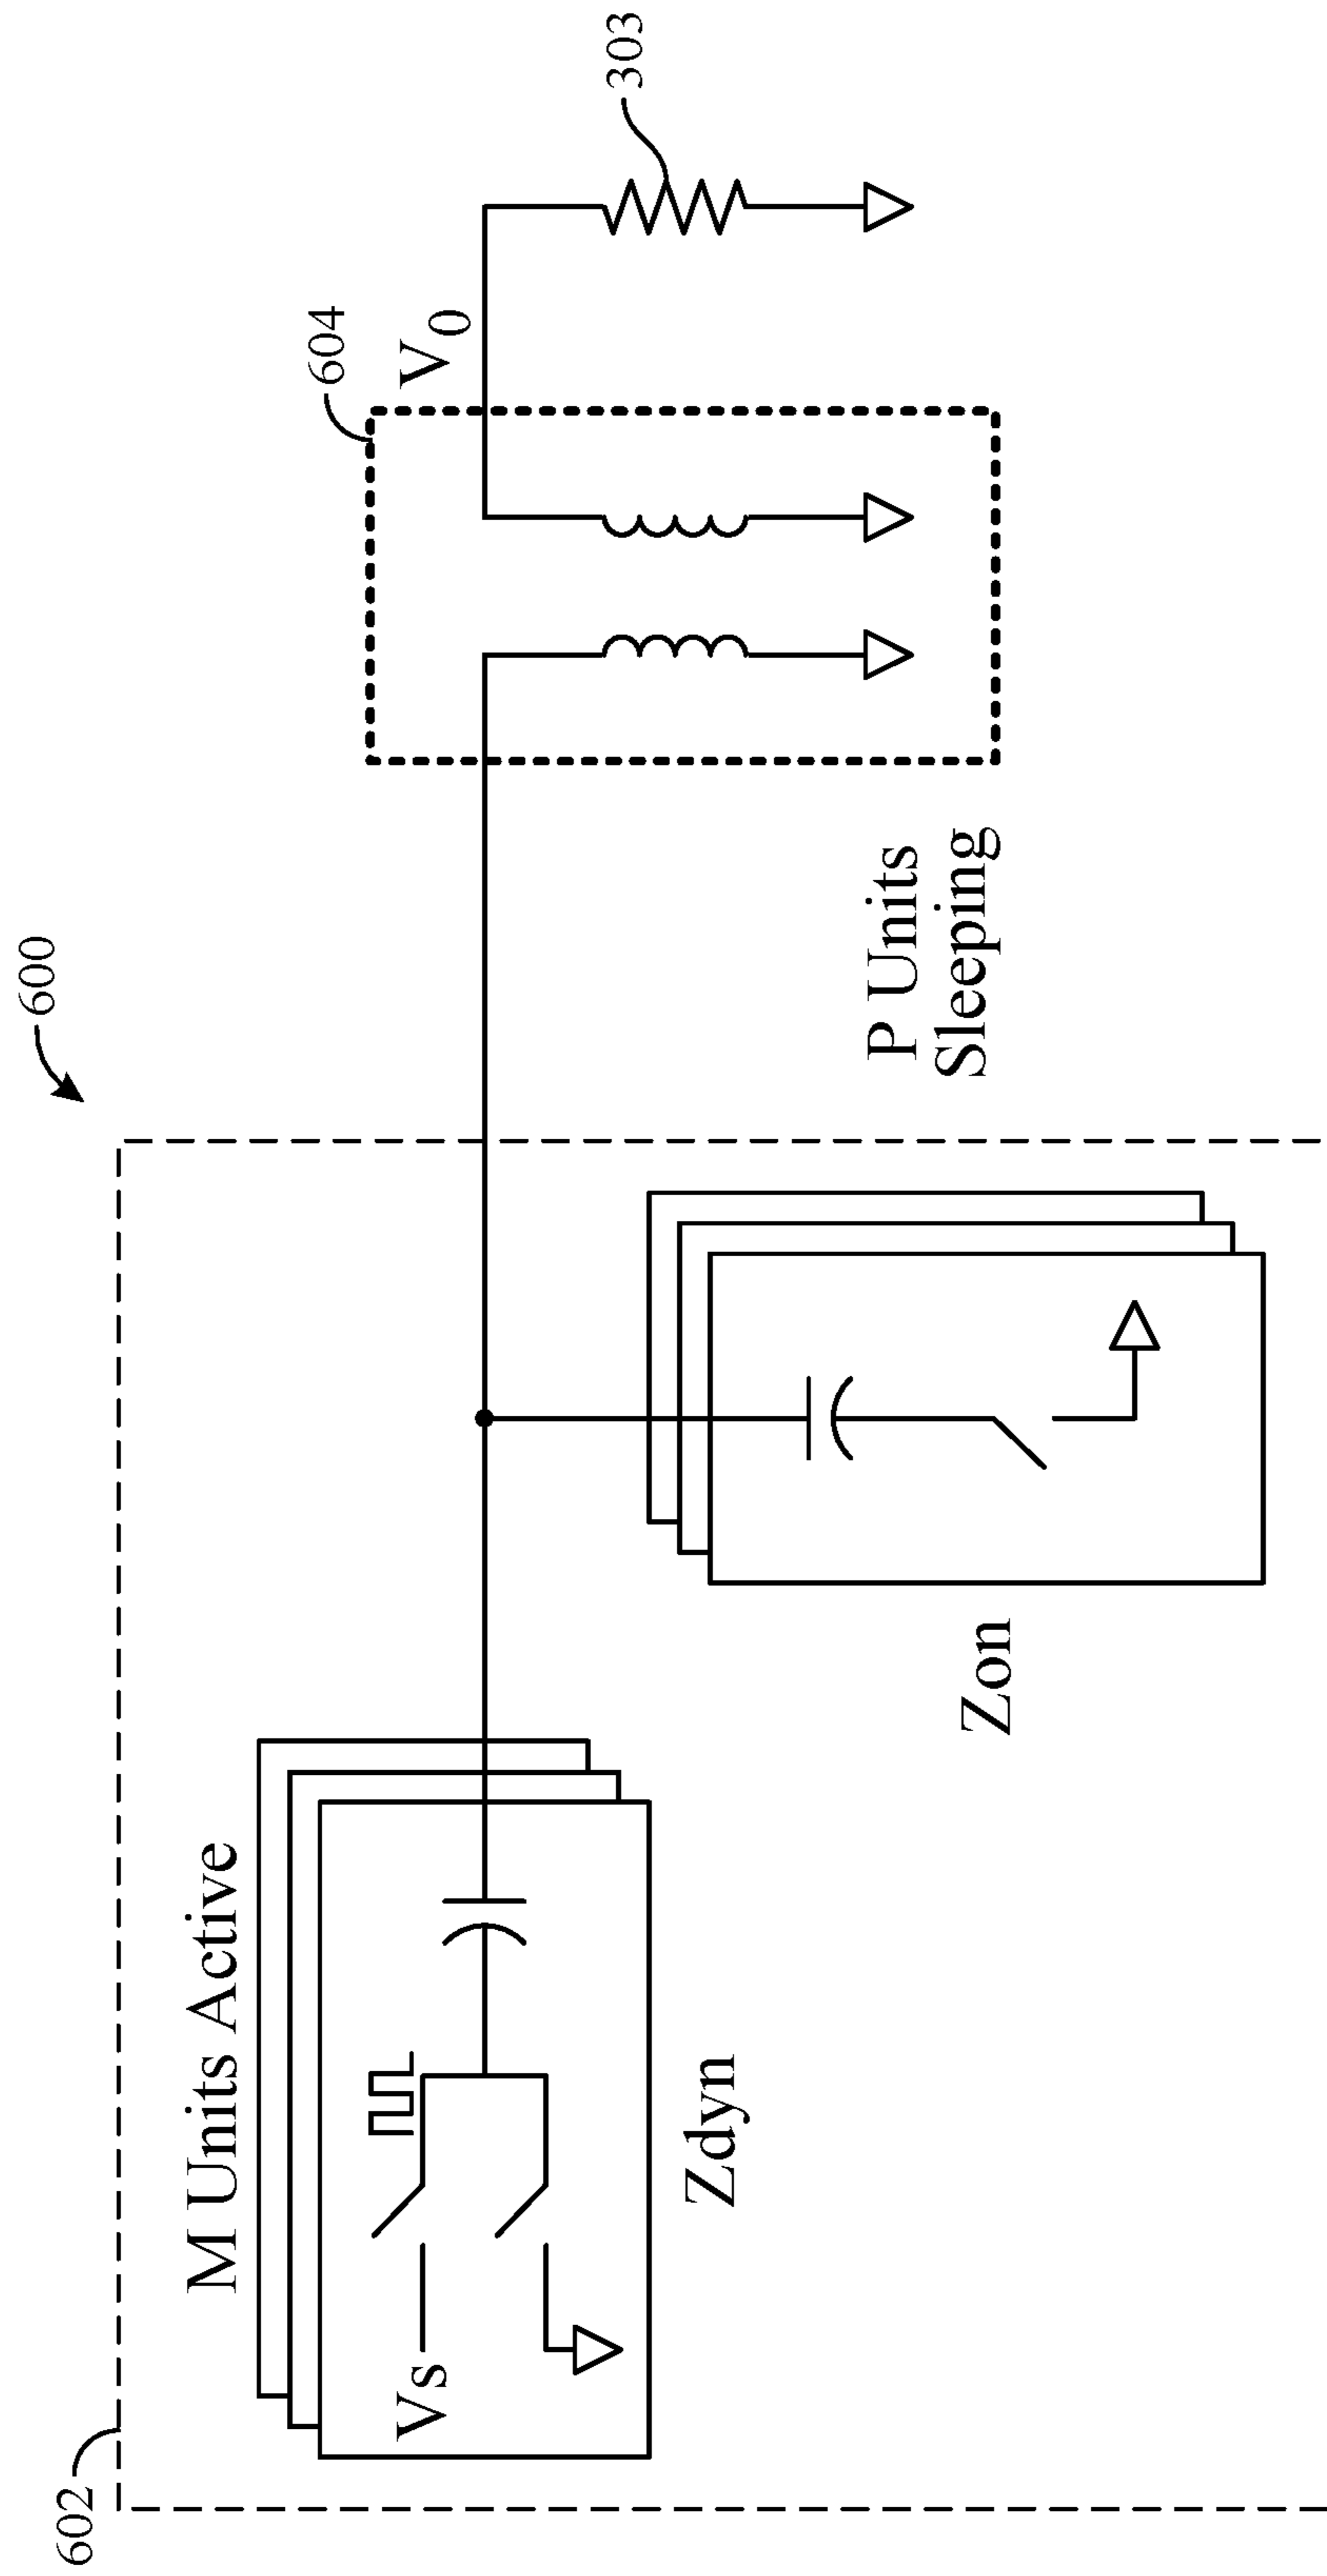 600
602
M Units Active
Vs
Zdyn
Zon
P Units
Sleeping
604
V0
303